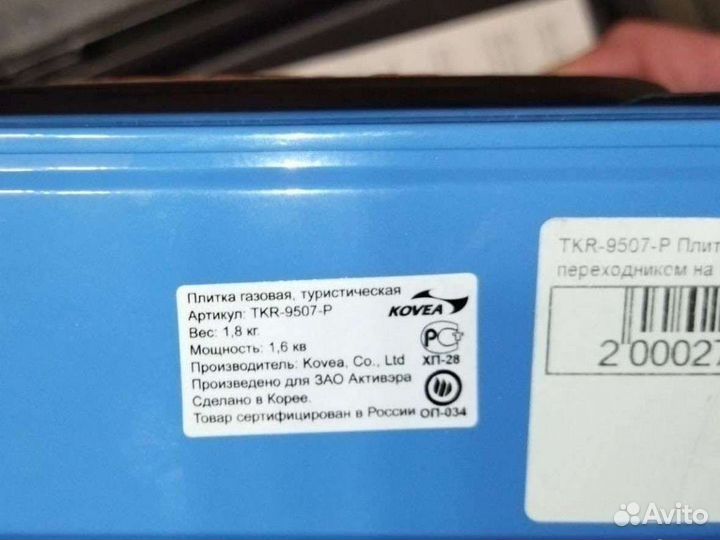 Плитка газовая, туристическая
Артикул: TKR-9507-P
Вес: 1,8 кг.
Мощность: 1,6 кв
Производитель: Kovea, Co., Ltd
Произведено для ЗАО Активэра
Сделано в Корее.
Товар сертифицирован в России
KOVEA
РСТ
ХП-28
ОП-034
TKR-9507-P Плит
переходником на
2 00027
Avito